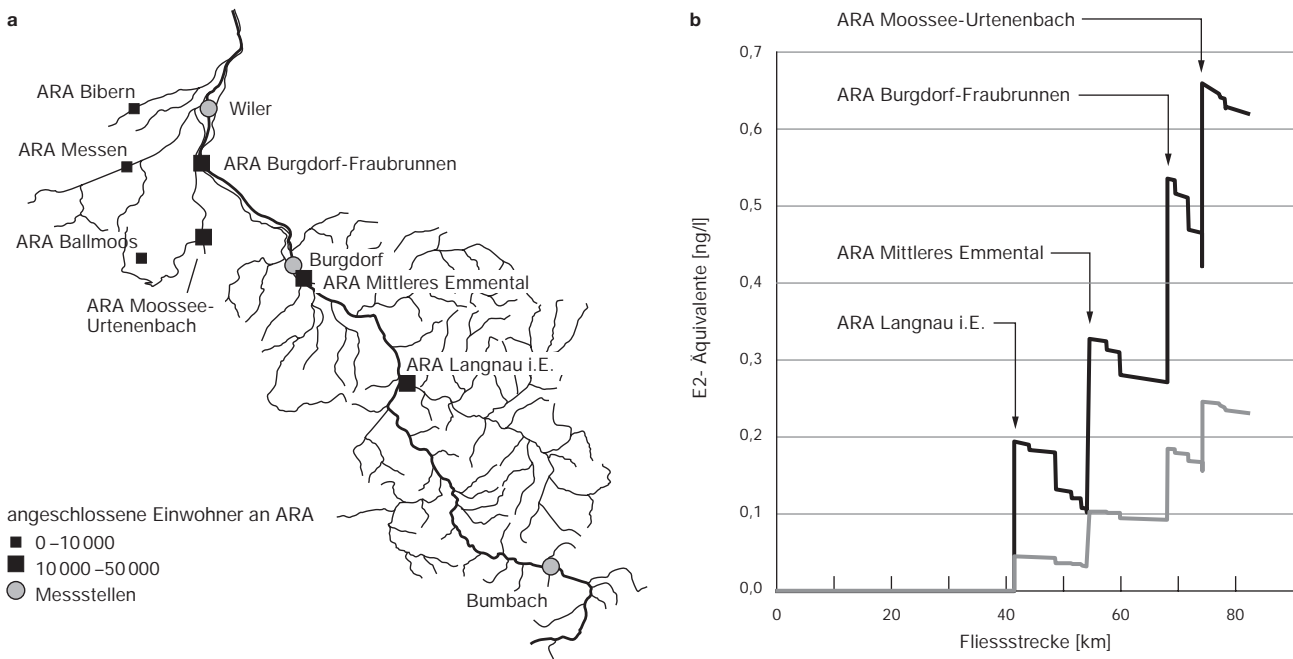 a
ARA Bibern
Wiler
ARA Messen
ARA Burgdorf-Fraubrunnen
ARA Ballmoos
Burgdorf
ARA Mittleres Emmental
ARA Moossee-
Urtenenbach
ARA Langnau i.E.
angeschlossene Einwohner an ARA
0–10 000
10 000–50 000
Messstellen
Bumbach
b
ARA Moossee-Urtenenbach
ARA Burgdorf-Fraubrunnen
ARA Mittleres Emmental
ARA Langnau i.E.
E2- Äquivalente [ng/l]
0,7
0,6
0,5
0,4
0,3
0,2
0,1
0,0
0 20 40 60 80
Fliessstrecke [km]